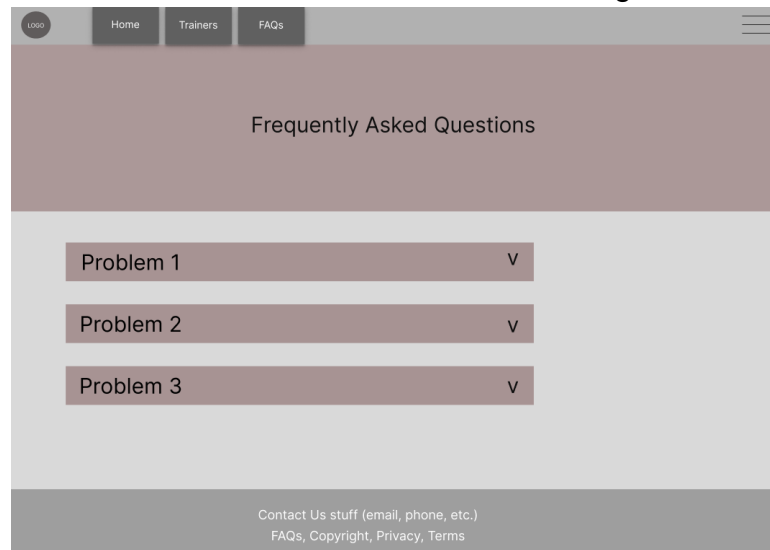 LOGO Home Trainers FAQs
Frequently Asked Questions
Problem 1 v
Problem 2 v
Problem 3 v
Contact Us stuff (email, phone, etc.)
FAQs, Copyright, Privacy, Terms